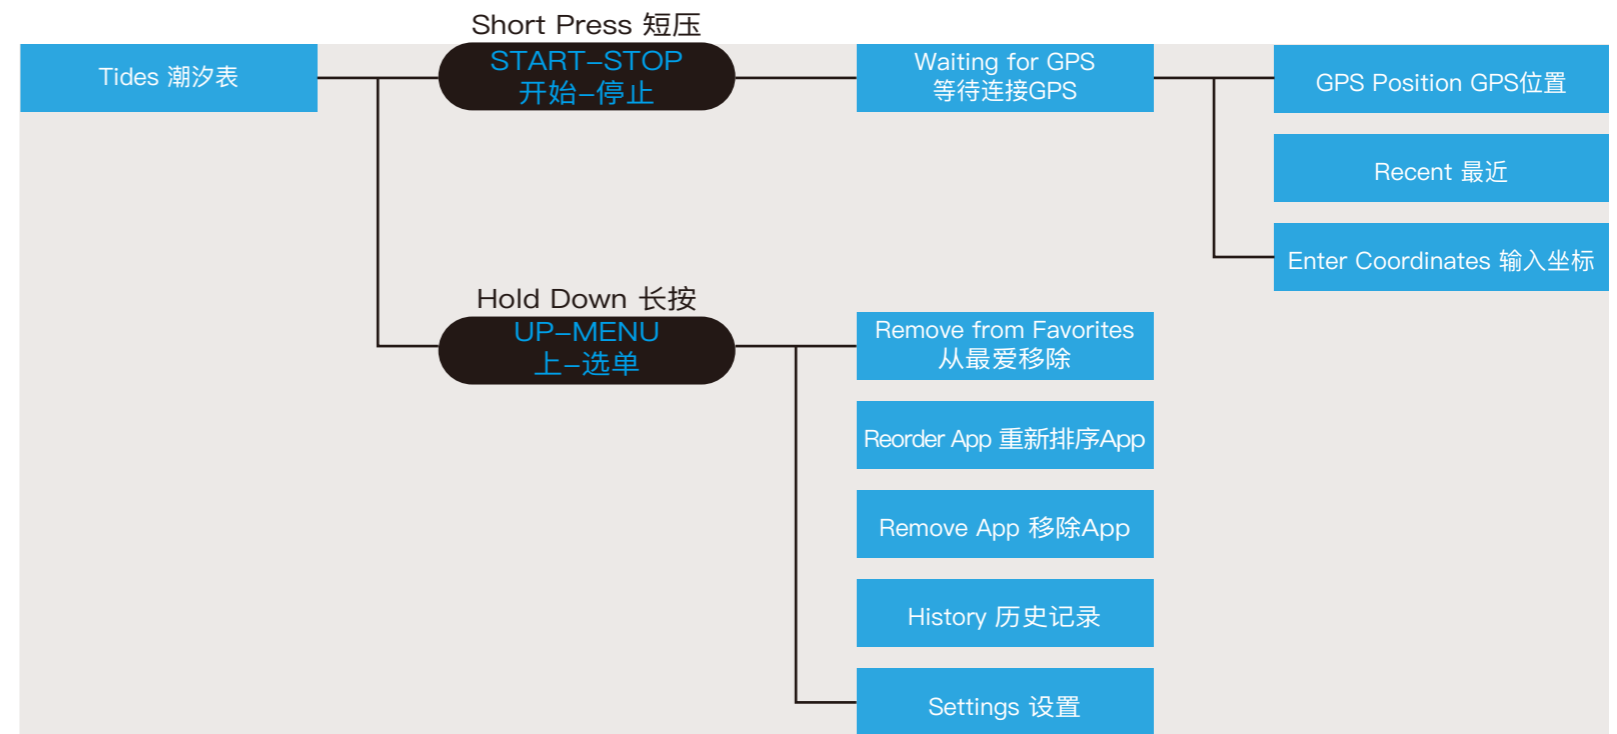 Short Press 短压
Tides 潮汐表
START-STOP
开始-停止
Waiting for GPS
等待连接GPS
GPS Position GPS位置
Recent 最近
Enter Coordinates 输入坐标
Hold Down 长按
UP-MENU
上-选单
Remove from Favorites
从最爱移除
Reorder App 重新排序App
Remove App 移除App
History 历史记录
Settings 设置